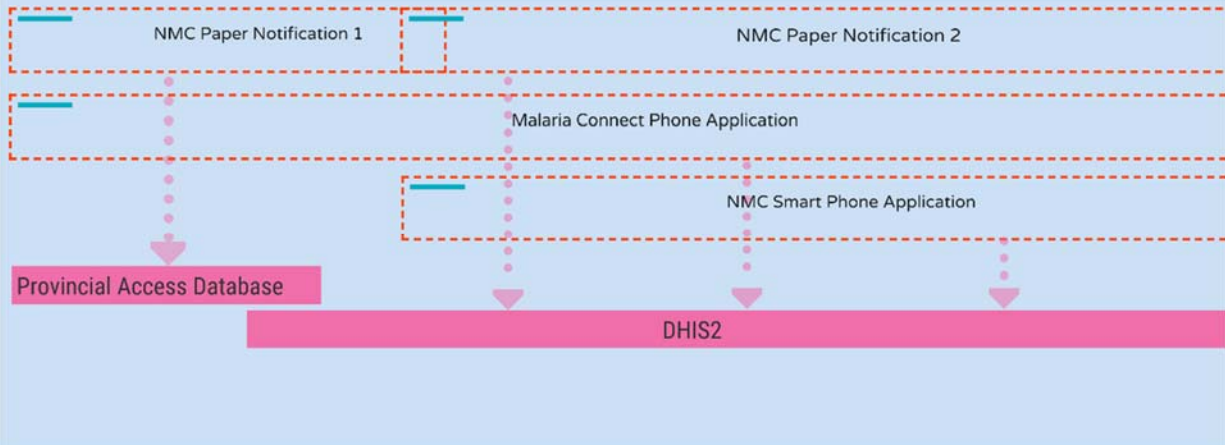 NMC Paper Notification 1
NMC Paper Notification 2
Malaria Connect Phone Application
NMC Smart Phone Application
Provincial Access Database
DHIS2